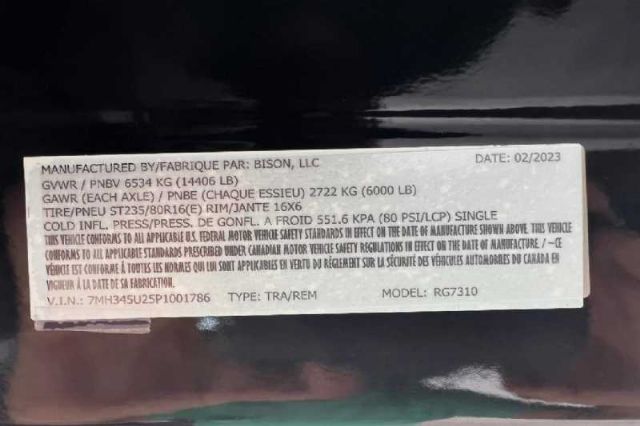 MANUFACTURED BY/FABRIQUE PAR: BISON, LLC DATE: 02/2023
GVWR / PNBV 6534 KG (14406 LB)
GAWR (EACH AXLE) / PNBE (CHAQUE ESSIEU) 2722 KG (6000 LB)
TIRE/PNEU ST235/80R16(E) RIM/JANTE 16X6
COLD INFL. PRESS/PRESS. DE GONFL. A FROID 551.6 KPA (80 PSI/LCP) SINGLE
THIS VEHICLE CONFORMS TO ALL APPLICABLE U.S. FEDERAL MOTOR VEHICLE SAFETY STANDARDS IN EFFECT ON THE DATE OF MANUFACTURE SHOWN ABOVE. THIS VEHICLE
CONFORMS TO ALL APPLICABLE STANDARDS PRESCRIBED UNDER CANADIAN MOTOR VEHICLE SAFETY REGULATIONS IN EFFECT ON THE DATE OF MANUFACTURE. / -CE
VÉHICLE EST CONFORME À TOUTES LES NORMES QUI LUI SONT APPLICABLES EN VERTU DU RÈGLEMENT SUR LA SÉCURITÉ DES VÉHICULES AUTOMOBILES DU CANADA EN
VIGUEUR À LA DATE DE SA FABRICATION.
V.I.N.: 7MH345U25P1001786 TYPE: TRA/REM MODEL: RG7310